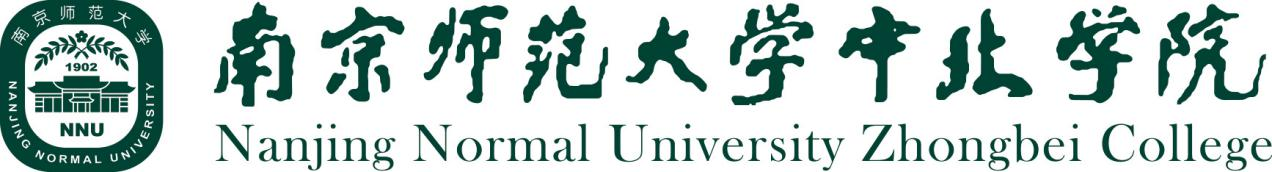 南京师范大学
1902
NNU
NANJING NORMAL UNIVERSITY
南京师范大学中北学院
Nanjing Normal University Zhongbei College